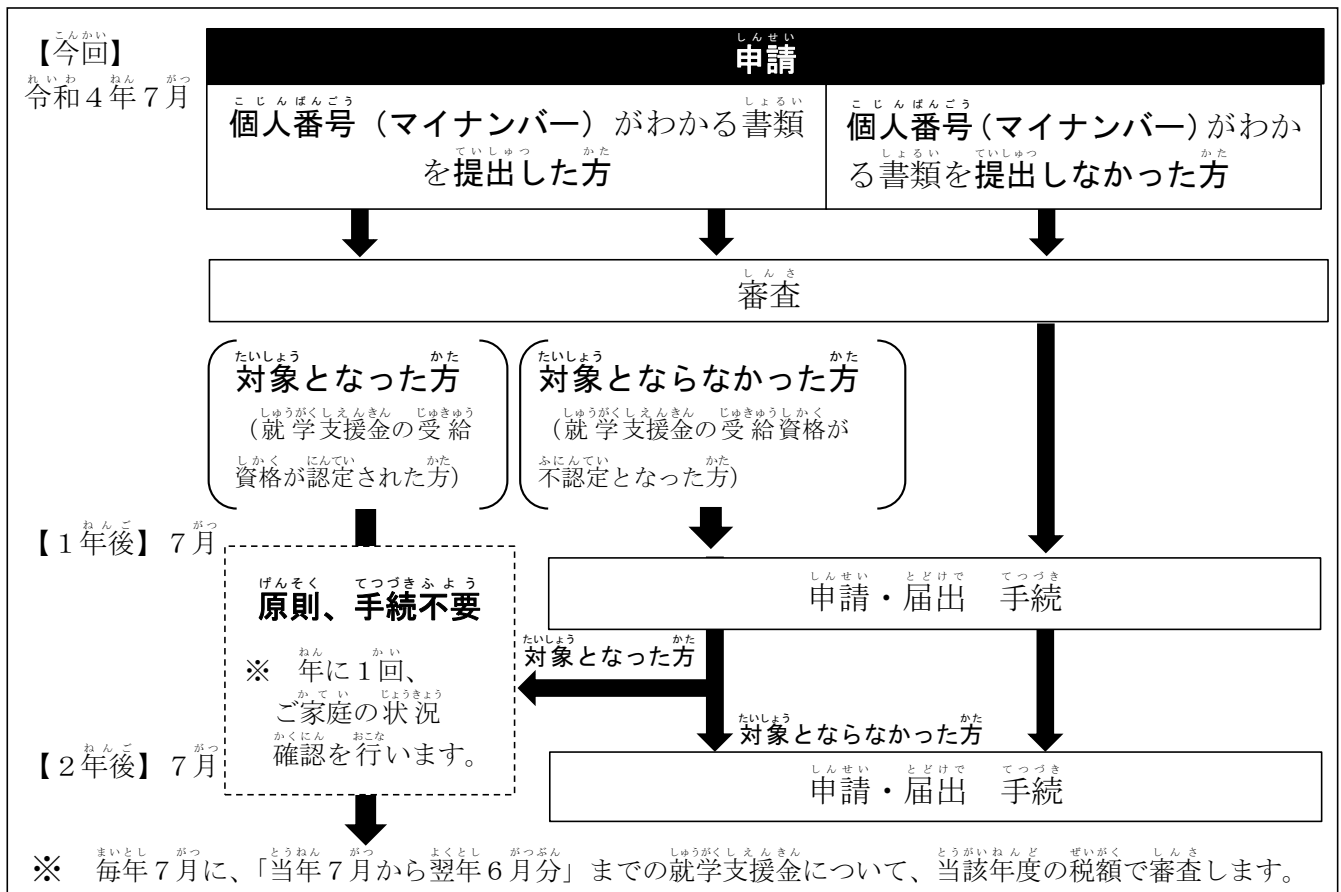 【今回】
令和４年７月
申請
個人番号（マイナンバー）がわかる書類
を提出した方
個人番号（マイナンバー）がわか
る書類を提出しなかった方
審査
対象となった方
（就学支援金の受給
資格が認定された方）
対象とならなかった方
（就学支援金の受給資格が
不認定となった方）
【１年後】７月
原則、手続不要
※　年に１回、
ご家庭の状況
確認を行います。
申請・届出　手続
対象となった方
対象とならなかった方
【２年後】７月
申請・届出　手続
※　毎年７月に、「当年７月から翌年６月分」までの就学支援金について、当該年度の税額で審査します。